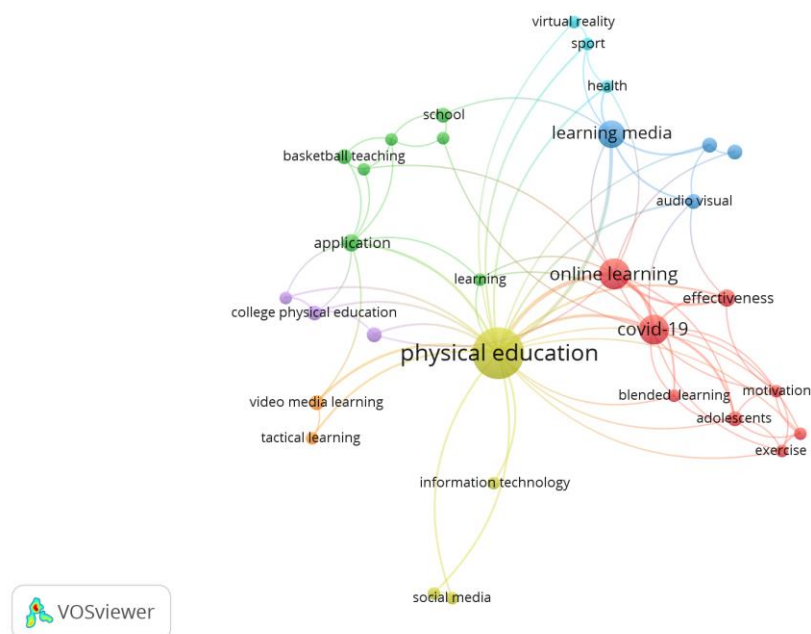 virtual reality
sport
health
school
learning media
basketball teaching
audio visual
application
online learning
learning
effectiveness
college physical education
covid-19
physical education
motivation
blended learning
video media learning
adolescents
tactical learning
exercise
information technology
social media
VOSviewer